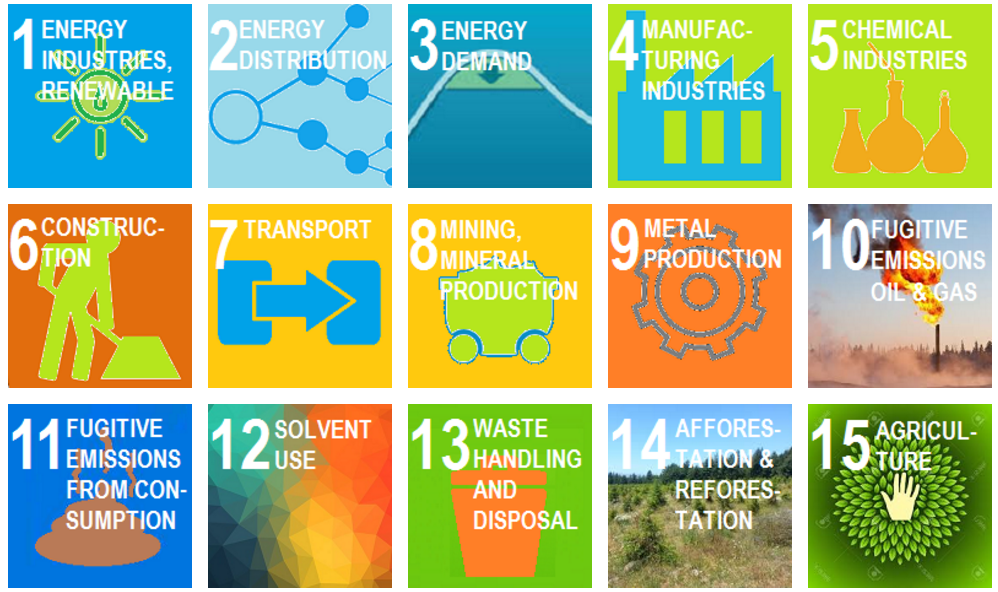 1 ENERGY
INDUSTRIES,
RENEWABLE
2 ENERGY
DISTRIBUTION
3 ENERGY
DEMAND
4 MANUFAC-
TURING
INDUSTRIES
5 CHEMICAL
INDUSTRIES
6 CONSTRUC-
TION
7 TRANSPORT
8 MINING,
MINERAL
PRODUCTION
9 METAL
PRODUCTION
10 FUGITIVE
EMISSIONS
OIL & GAS
11 FUGITIVE
EMISSIONS
FROM CON-
SUMPTION
12 SOLVENT
USE
13 WASTE
HANDLING
AND
DISPOSAL
14 AFFORES-
TATION &
REFORES-
TATION
15 AGRICUL-
TURE